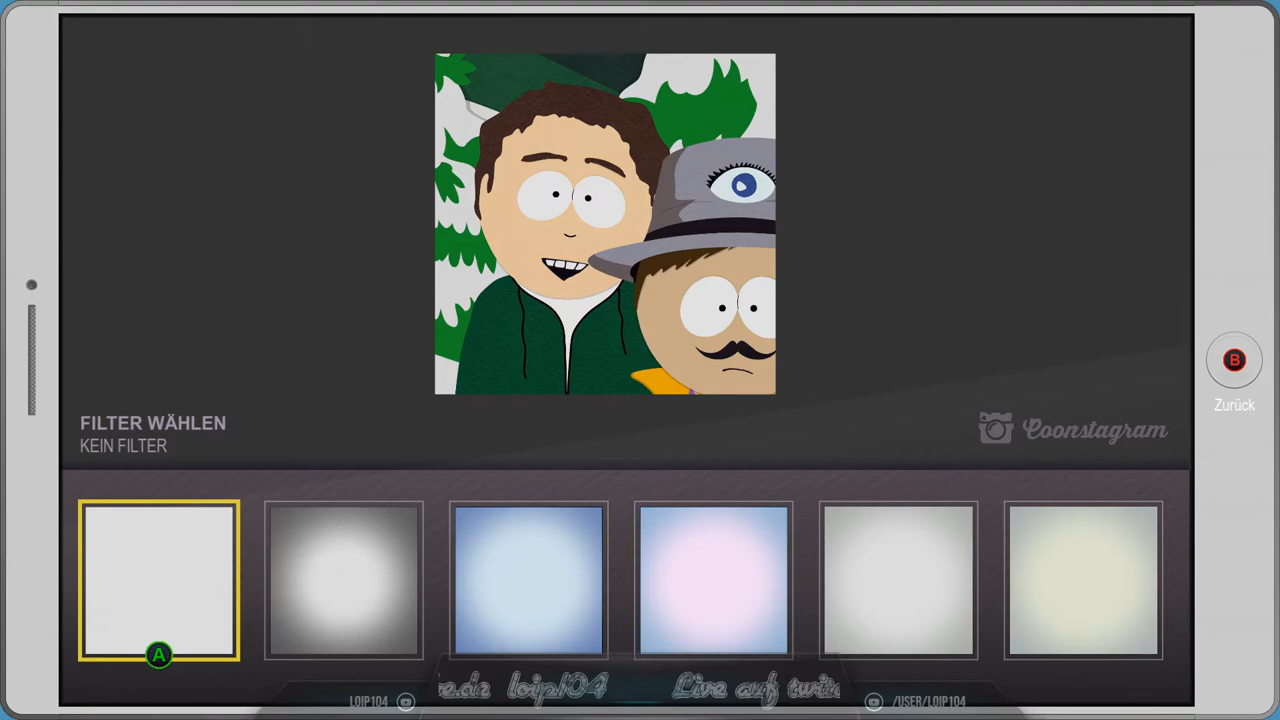 B
Zurück
FILTER WÄHLEN
KEIN FILTER
Coonstagram
A
loip104 Live auf
LOIP104
/USER/LOIP104